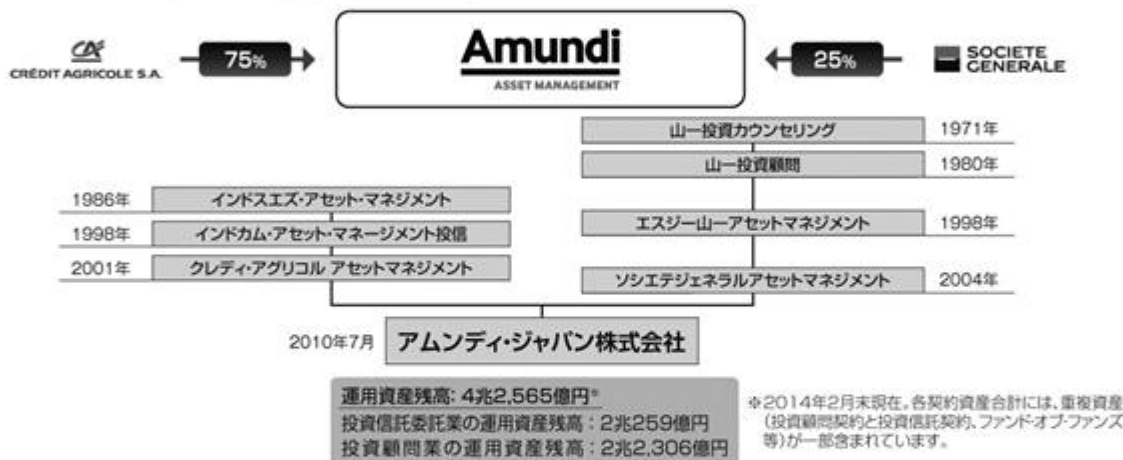 CA
CRÉDIT AGRICOLE S.A.
75%
Amundi
ASSET MANAGEMENT
25%
SOCIETE
GENERALE
山一投資カウンセリング 1971年
山一投資顧問 1980年
1986年 インドスエズ・アセット・マネジメント
エスジー山一アセットマネジメント 1998年
1998年 インドカム・アセット・マネージメント投信
2001年 クレディ・アグリコル アセットマネジメント
ソシエテジェネラルアセットマネジメント 2004年
2010年7月 アムンディ・ジャパン株式会社
運用資産残高: 4兆2,565億円※
投資信託委託業の運用資産残高 : 2兆259億円
投資顧問業の運用資産残高 : 2兆2,306億円
※2014年2月末現在。各契約資産合計には、重複資産
(投資顧問契約と投資信託契約、ファンド・オブ・ファンズ
等)が一部含まれています。